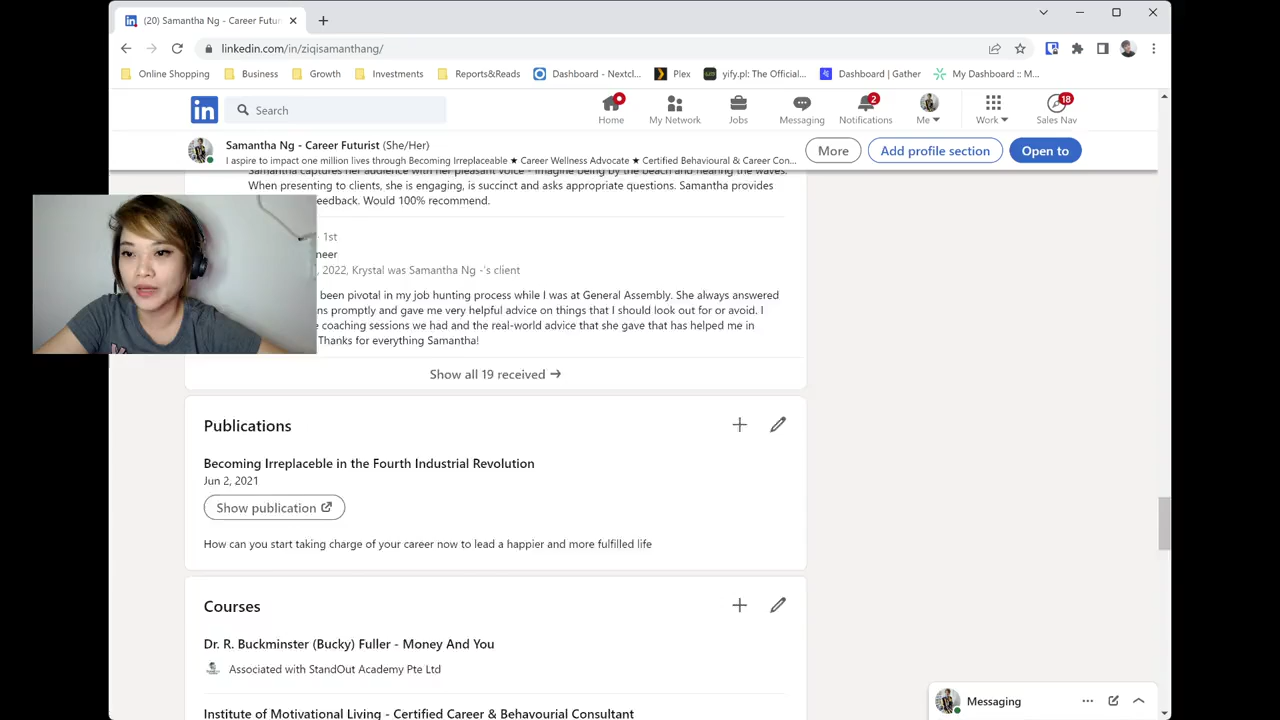 (20) Samantha Ng - Career Futur
linkedin.com/in/ziqisamanthang/
Online Shopping
Business
Growth
Investments
Reports&Reads
Dashboard - Nextcl...
Plex
yify.pl: The Official...
Dashboard | Gather
My Dashboard :: M...
in
Search
Home
My Network
Jobs
Messaging
2
Notifications
Me
Work
18
Sales Nav
Samantha Ng - Career Futurist (She/Her)
I aspire to impact one million lives through Becoming Irreplaceable ★ Career Wellness Advocate ★ Certified Behavioural & Career Con...
More
Add profile section
Open to
Samantha captures her audience with her pleasant voice - imagine being by the beach and hearing the waves.
When presenting to clients, she is engaging, is succinct and asks appropriate questions. Samantha provides
feedback. Would 100% recommend.
· 1st
neer
, 2022, Krystal was Samantha Ng -'s client
been pivotal in my job hunting process while I was at General Assembly. She always answered
ns promptly and gave me very helpful advice on things that I should look out for or avoid. I
coaching sessions we had and the real-world advice that she gave that has helped me in
Thanks for everything Samantha!
Show all 19 received →
Publications
Becoming Irreplaceble in the Fourth Industrial Revolution
Jun 2, 2021
Show publication
How can you start taking charge of your career now to lead a happier and more fulfilled life
Courses
Dr. R. Buckminster (Bucky) Fuller - Money And You
Associated with StandOut Academy Pte Ltd
Institute of Motivational Living - Certified Career & Behavourial Consultant
Messaging